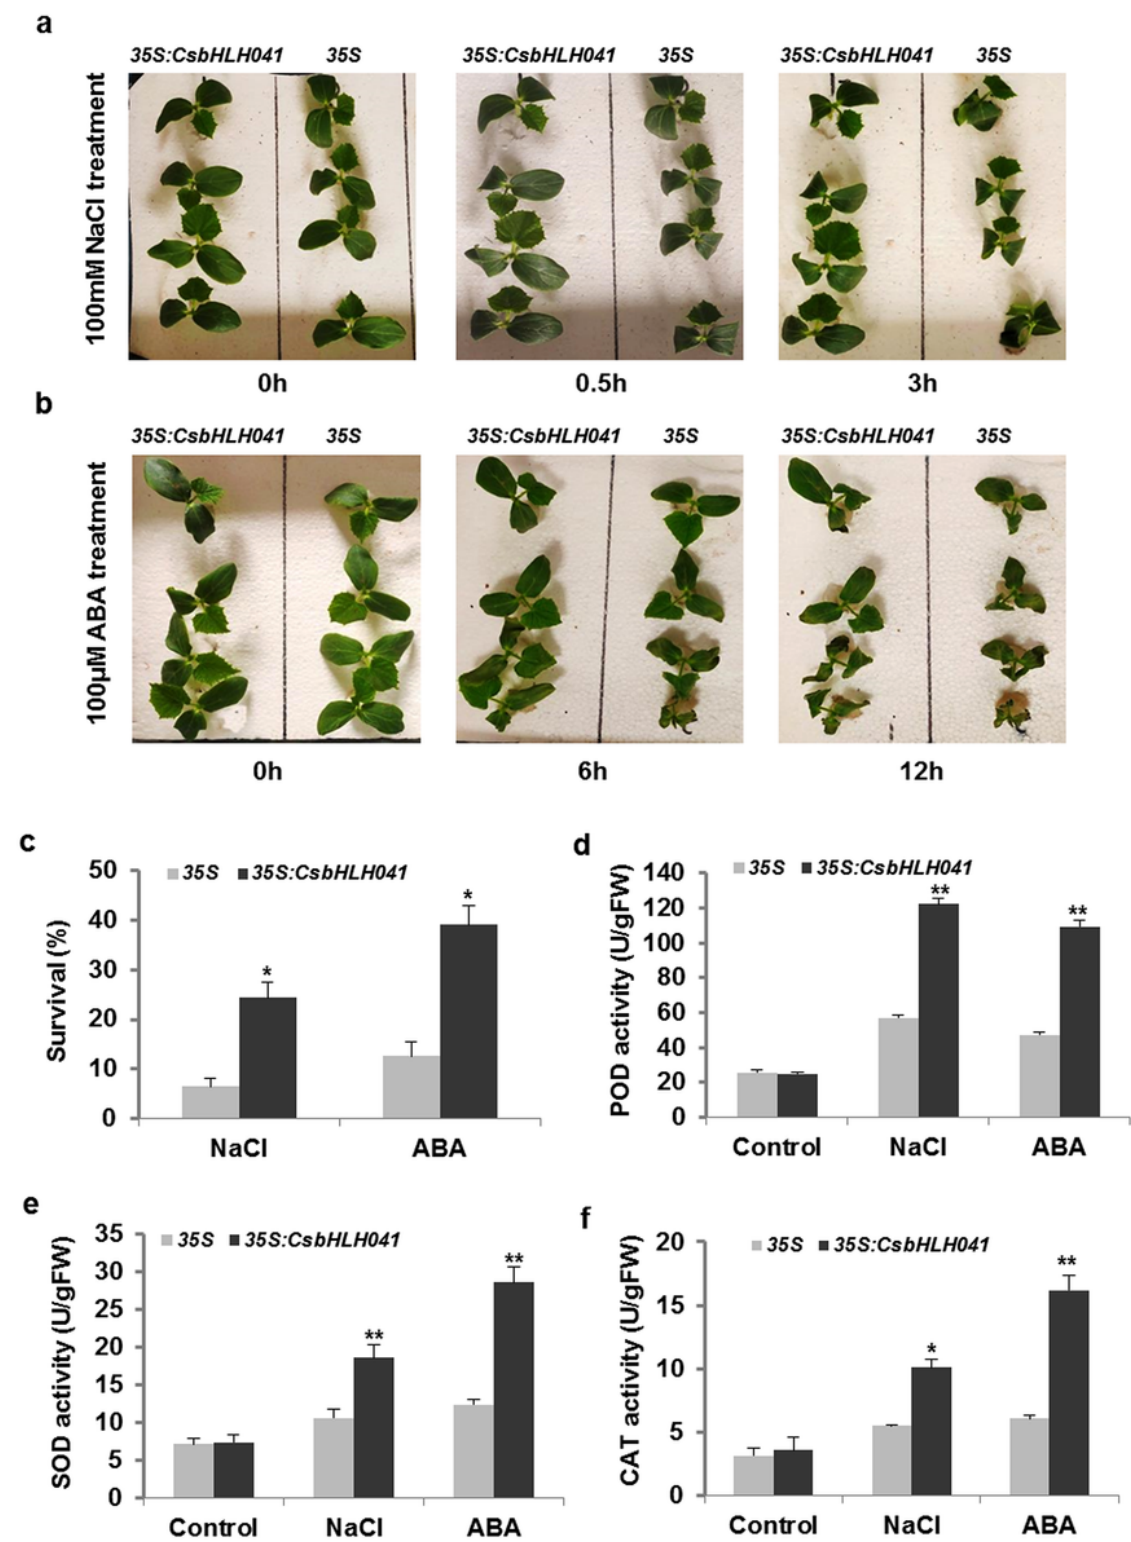 a
35S:CsbHLH041 35S 35S:CsbHLH041 35S 35S:CsbHLH041 35S
100mM NaCl treatment
0h 0.5h 3h
b
35S:CsbHLH041 35S 35S:CsbHLH041 35S 35S:CsbHLH041 35S
100µM ABA treatment
0h 6h 12h
c
35S 35S:CsbHLH041
Survival (%)
50
40
30
20
10
0
*
*
NaCl ABA
d
35S 35S:CsbHLH041
POD activity (U/gFW)
140
120
100
80
60
40
20
0
**
**
Control NaCl ABA
e
35S 35S:CsbHLH041
SOD activity (U/gFW)
35
30
25
20
15
10
5
0
**
**
Control NaCl ABA
f
35S 35S:CsbHLH041
CAT activity (U/gFW)
20
15
10
5
0
*
**
Control NaCl ABA